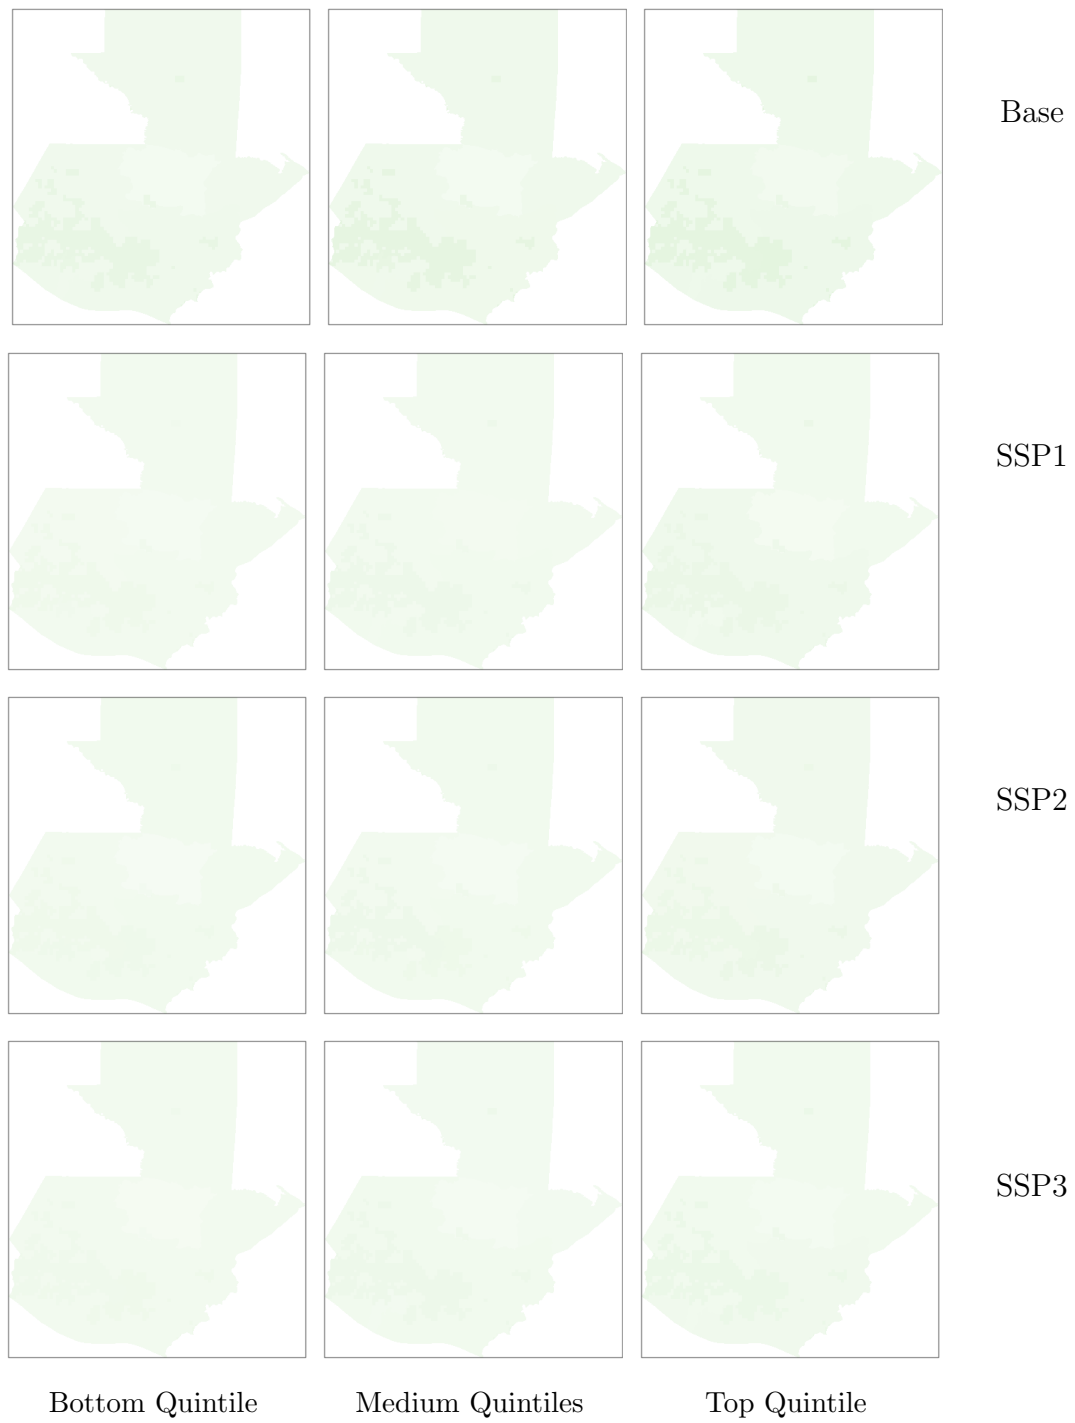 Base
SSP1
SSP2
SSP3
Bottom Quintile
Medium Quintiles
Top Quintile